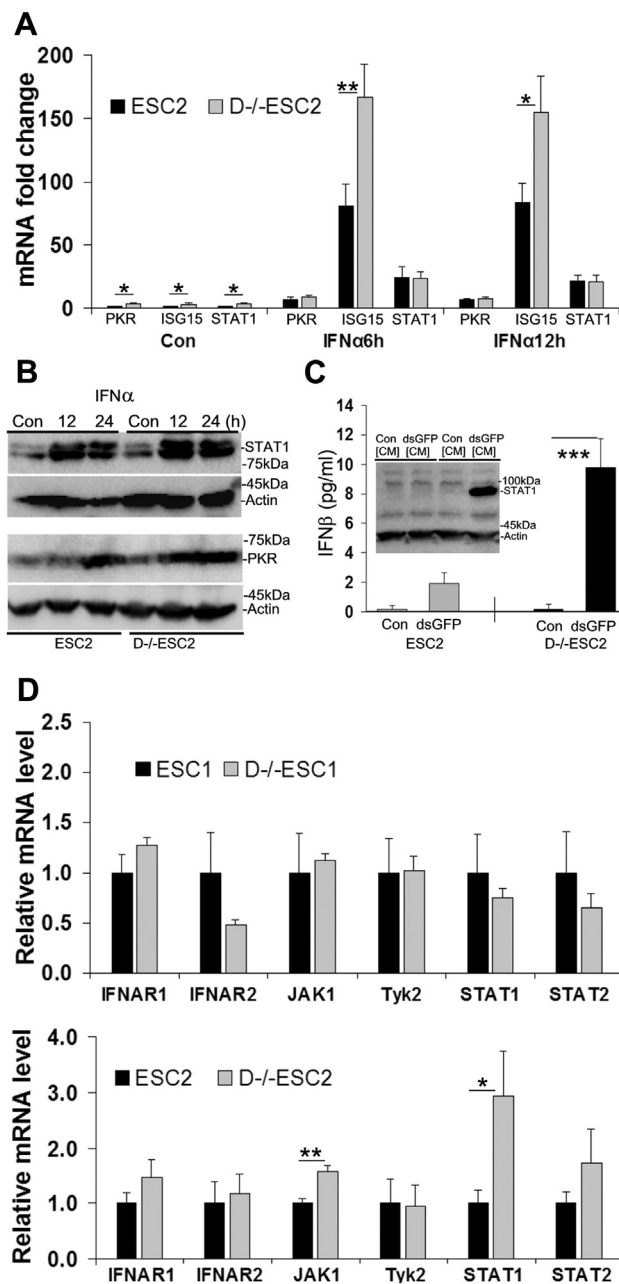 A
mRNA fold change
200
150
100
50
0
ESC2 D-/-ESC2
** *
* * *
PKR ISG15 STAT1 PKR ISG15 STAT1 PKR ISG15 STAT1
Con IFNα6h IFNα12h
B
IFNα
Con 12 24 Con 12 24 (h)
-STAT1
-75kDa
-45kDa
-Actin
-75kDa
-PKR
-45kDa
-Actin
ESC2 D-/-ESC2
C
IFNβ (pg/ml)
14
12
10
8
6
4
2
0
Con dsGFP Con dsGFP
[CM] [CM] [CM] [CM]
-100kDa
-STAT1
-45kDa
-Actin
***
Con dsGFP Con dsGFP
ESC2 D-/-ESC2
D
Relative mRNA level
2.5
2.0
1.5
1.0
0.5
0.0
ESC1 D-/-ESC1
IFNAR1 IFNAR2 JAK1 Tyk2 STAT1 STAT2
Relative mRNA level
4.0
3.0
2.0
1.0
0.0
ESC2 D-/-ESC2
*
**
IFNAR1 IFNAR2 JAK1 Tyk2 STAT1 STAT2